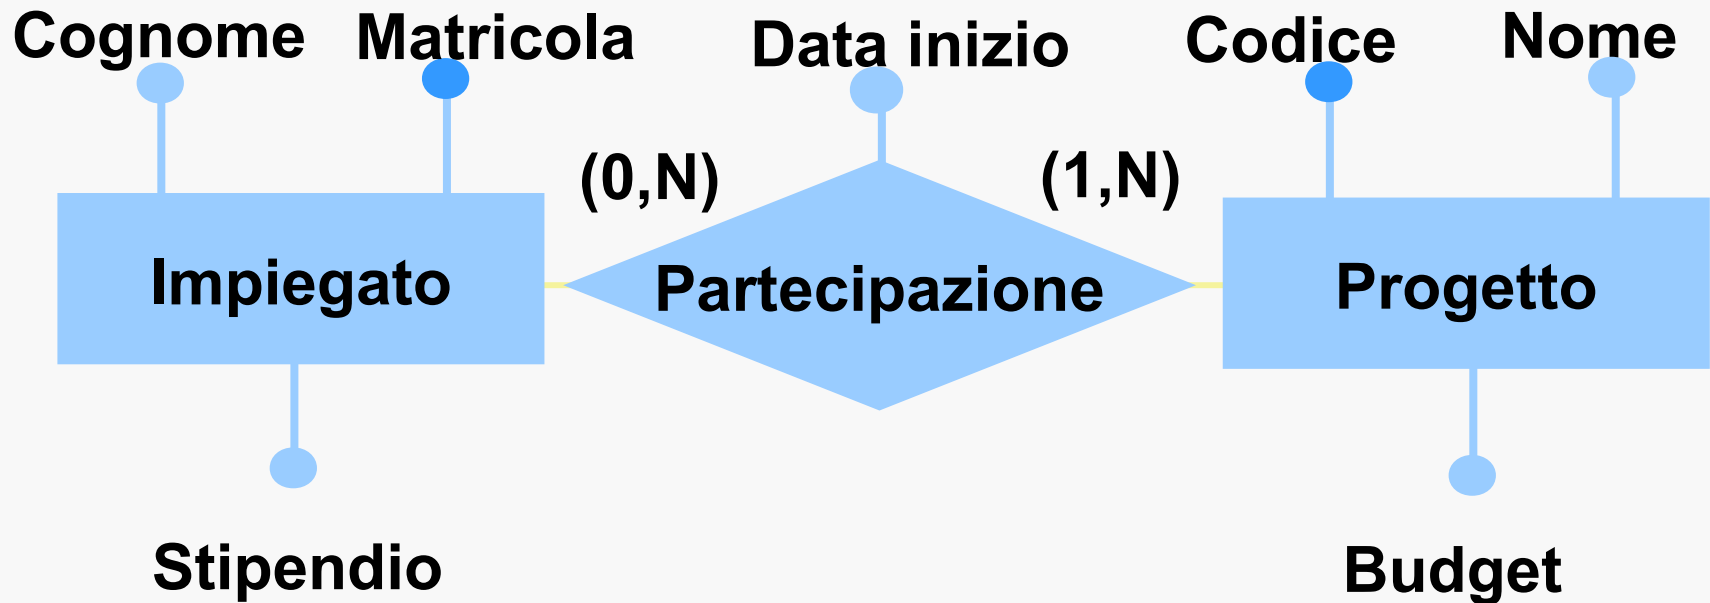 Cognome
Matricola
Data inizio
Codice
Nome
(0,N)
(1,N)
Impiegato
Partecipazione
Progetto
Stipendio
Budget